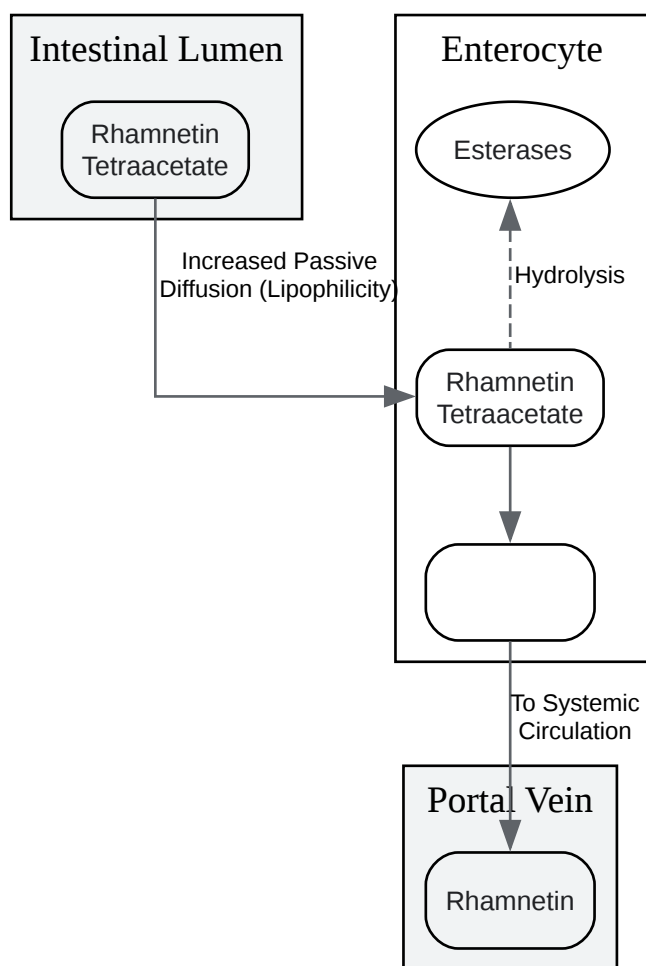 Intestinal Lumen
Rhamnetin
Tetraacetate
Increased Passive
Diffusion (Lipophilicity)
Enterocyte
Esterases
Hydrolysis
Rhamnetin
Tetraacetate
To Systemic
Circulation
Portal Vein
Rhamnetin